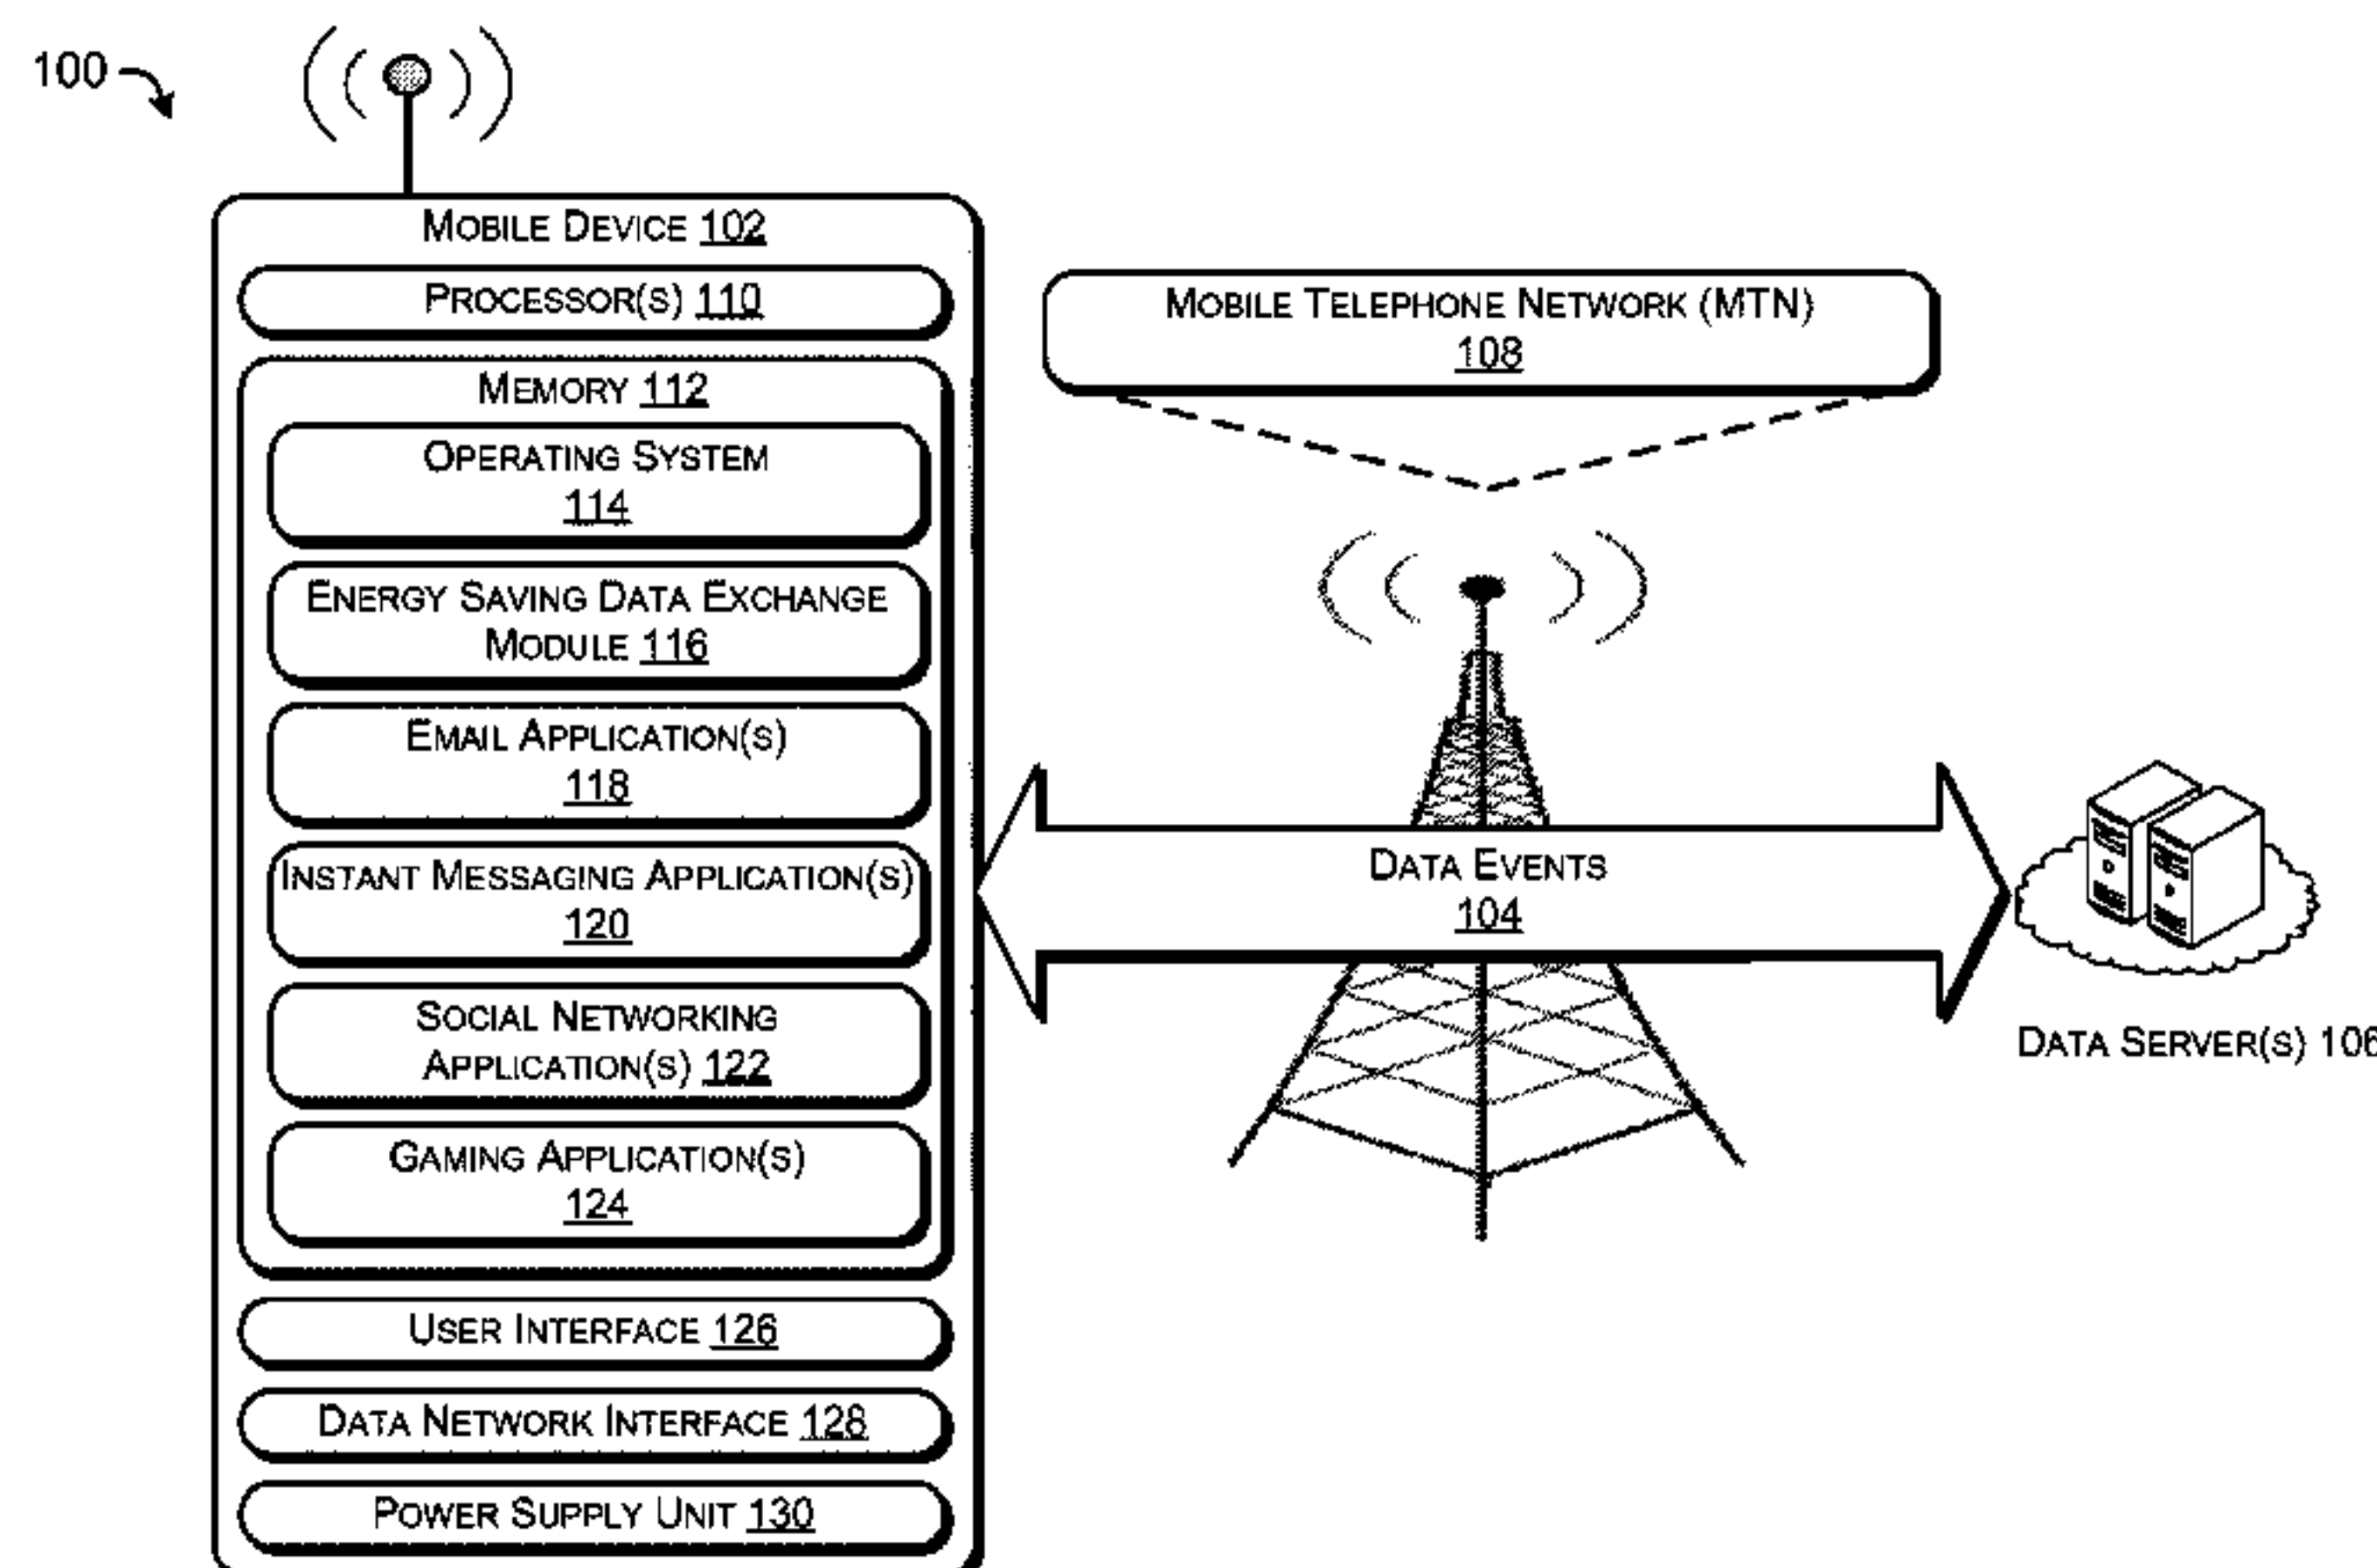 100
MOBILE DEVICE 102
PROCESSOR(S) 110
MEMORY 112
OPERATING SYSTEM
114
ENERGY SAVING DATA EXCHANGE
MODULE 116
EMAIL APPLICATION(S)
118
INSTANT MESSAGING APPLICATION(S)
120
SOCIAL NETWORKING
APPLICATION(S) 122
GAMING APPLICATION(S)
124
USER INTERFACE 126
DATA NETWORK INTERFACE 128
POWER SUPPLY UNIT 130
MOBILE TELEPHONE NETWORK (MTN)
108
DATA EVENTS
104
DATA SERVER(S) 106